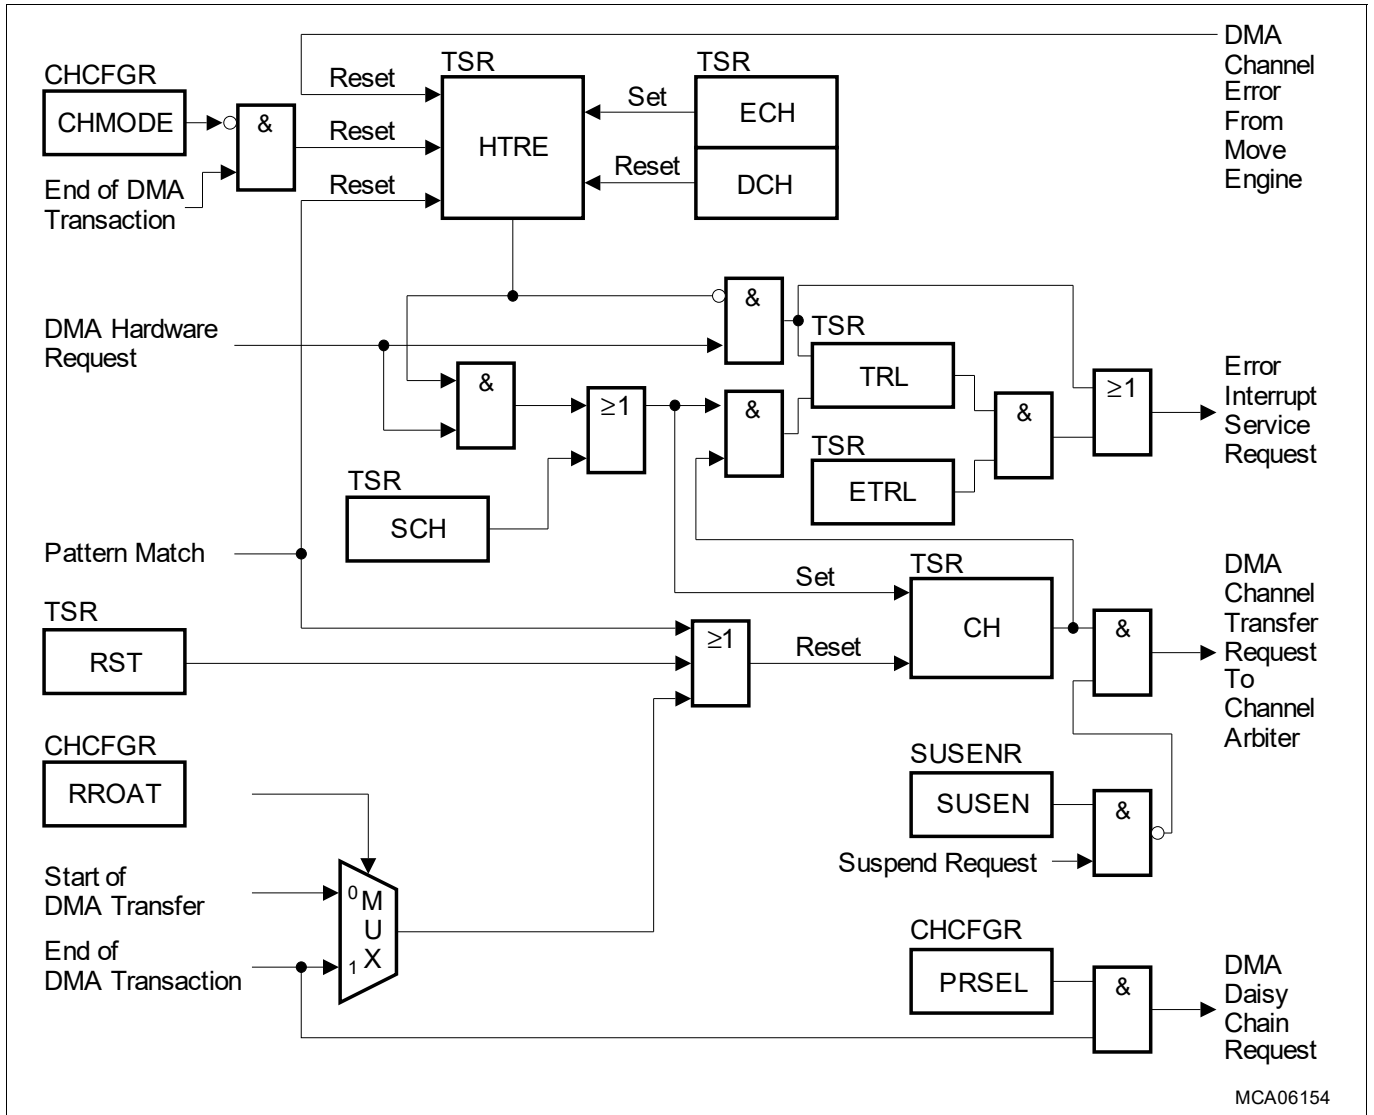 DMA
Channel
Error
From
Move
Engine
TSR
TSR
CHCFGR
Reset
CHMODE
&
Set
ECH
Reset
HTRE
Reset
DCH
Reset
End of DMA
Transaction
&
DMA Hardware
Request
TSR
TRL
&
≥1
&
≥1
&
Error
Interrupt
Service
Request
TSR
ETRL
TSR
SCH
Pattern Match
TSR
Set
CH
DMA
Channel
Transfer
Request
To
Channel
Arbiter
&
TSR
RST
≥1
Reset
CHCFGR
RROAT
SUSENR
SUSEN
&
Suspend Request
Start of
DMA Transfer
0
M
U
X
1
End of
DMA Transaction
CHCFGR
PRSEL
&
DMA
Daisy
Chain
Request
MCA06154